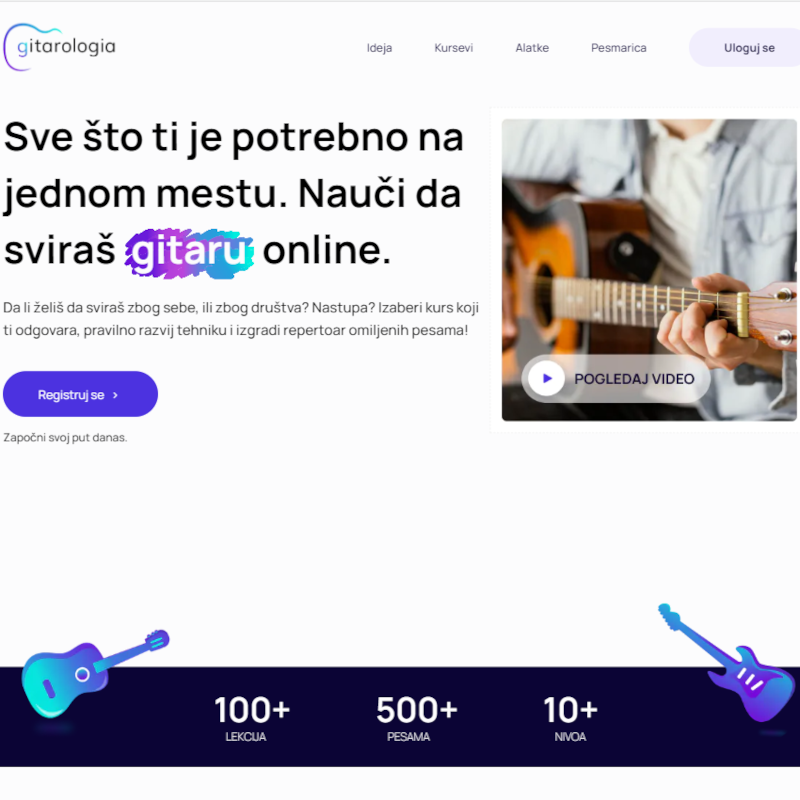 gitarologia
Ideja
Kursevi
Alatke
Pesmarica
Uloguj se
Sve što ti je potrebno na
jednom mestu. Nauči da
sviraš gitaru online.
Da li želiš da sviraš zbog sebe, ili zbog društva? Nastupa? Izaberi kurs koji
ti odgovara, pravilno razvij tehniku i izgradi repertoar omiljenih pesama!
Registruj se ›
Započni svoj put danas.
POGLEDAJ VIDEO
100+
500+
10+
LEKCIJA
PESAMA
NIVOA